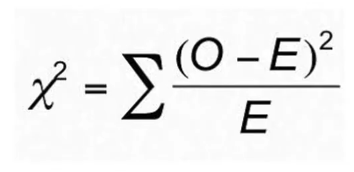 χ² = ∑ (O – E)² / E